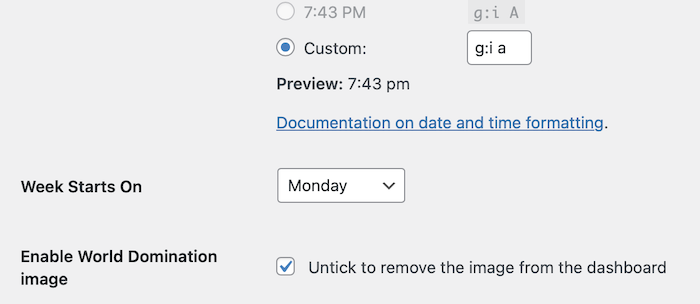 7:43 PM g:i A
Custom: g:i a
Preview: 7:43 pm
Documentation on date and time formatting.
Week Starts On Monday
Enable World Domination
image
Untick to remove the image from the dashboard